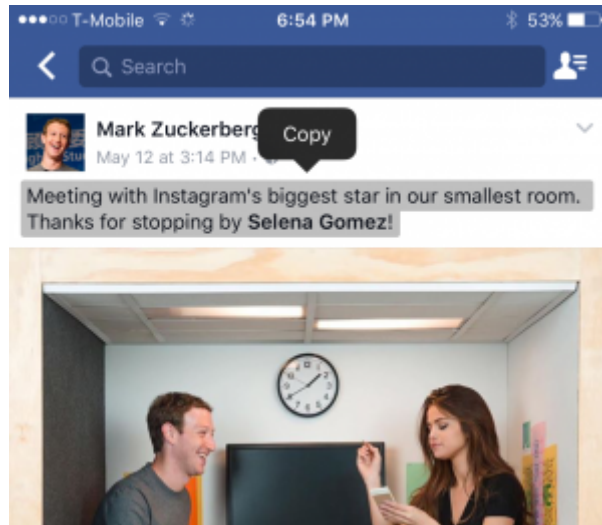 T-Mobile 6:54 PM 53%
Search
Mark Zuckerberg
Copy
May 12 at 3:14 PM ·
Meeting with Instagram's biggest star in our smallest room.
Thanks for stopping by Selena Gomez!